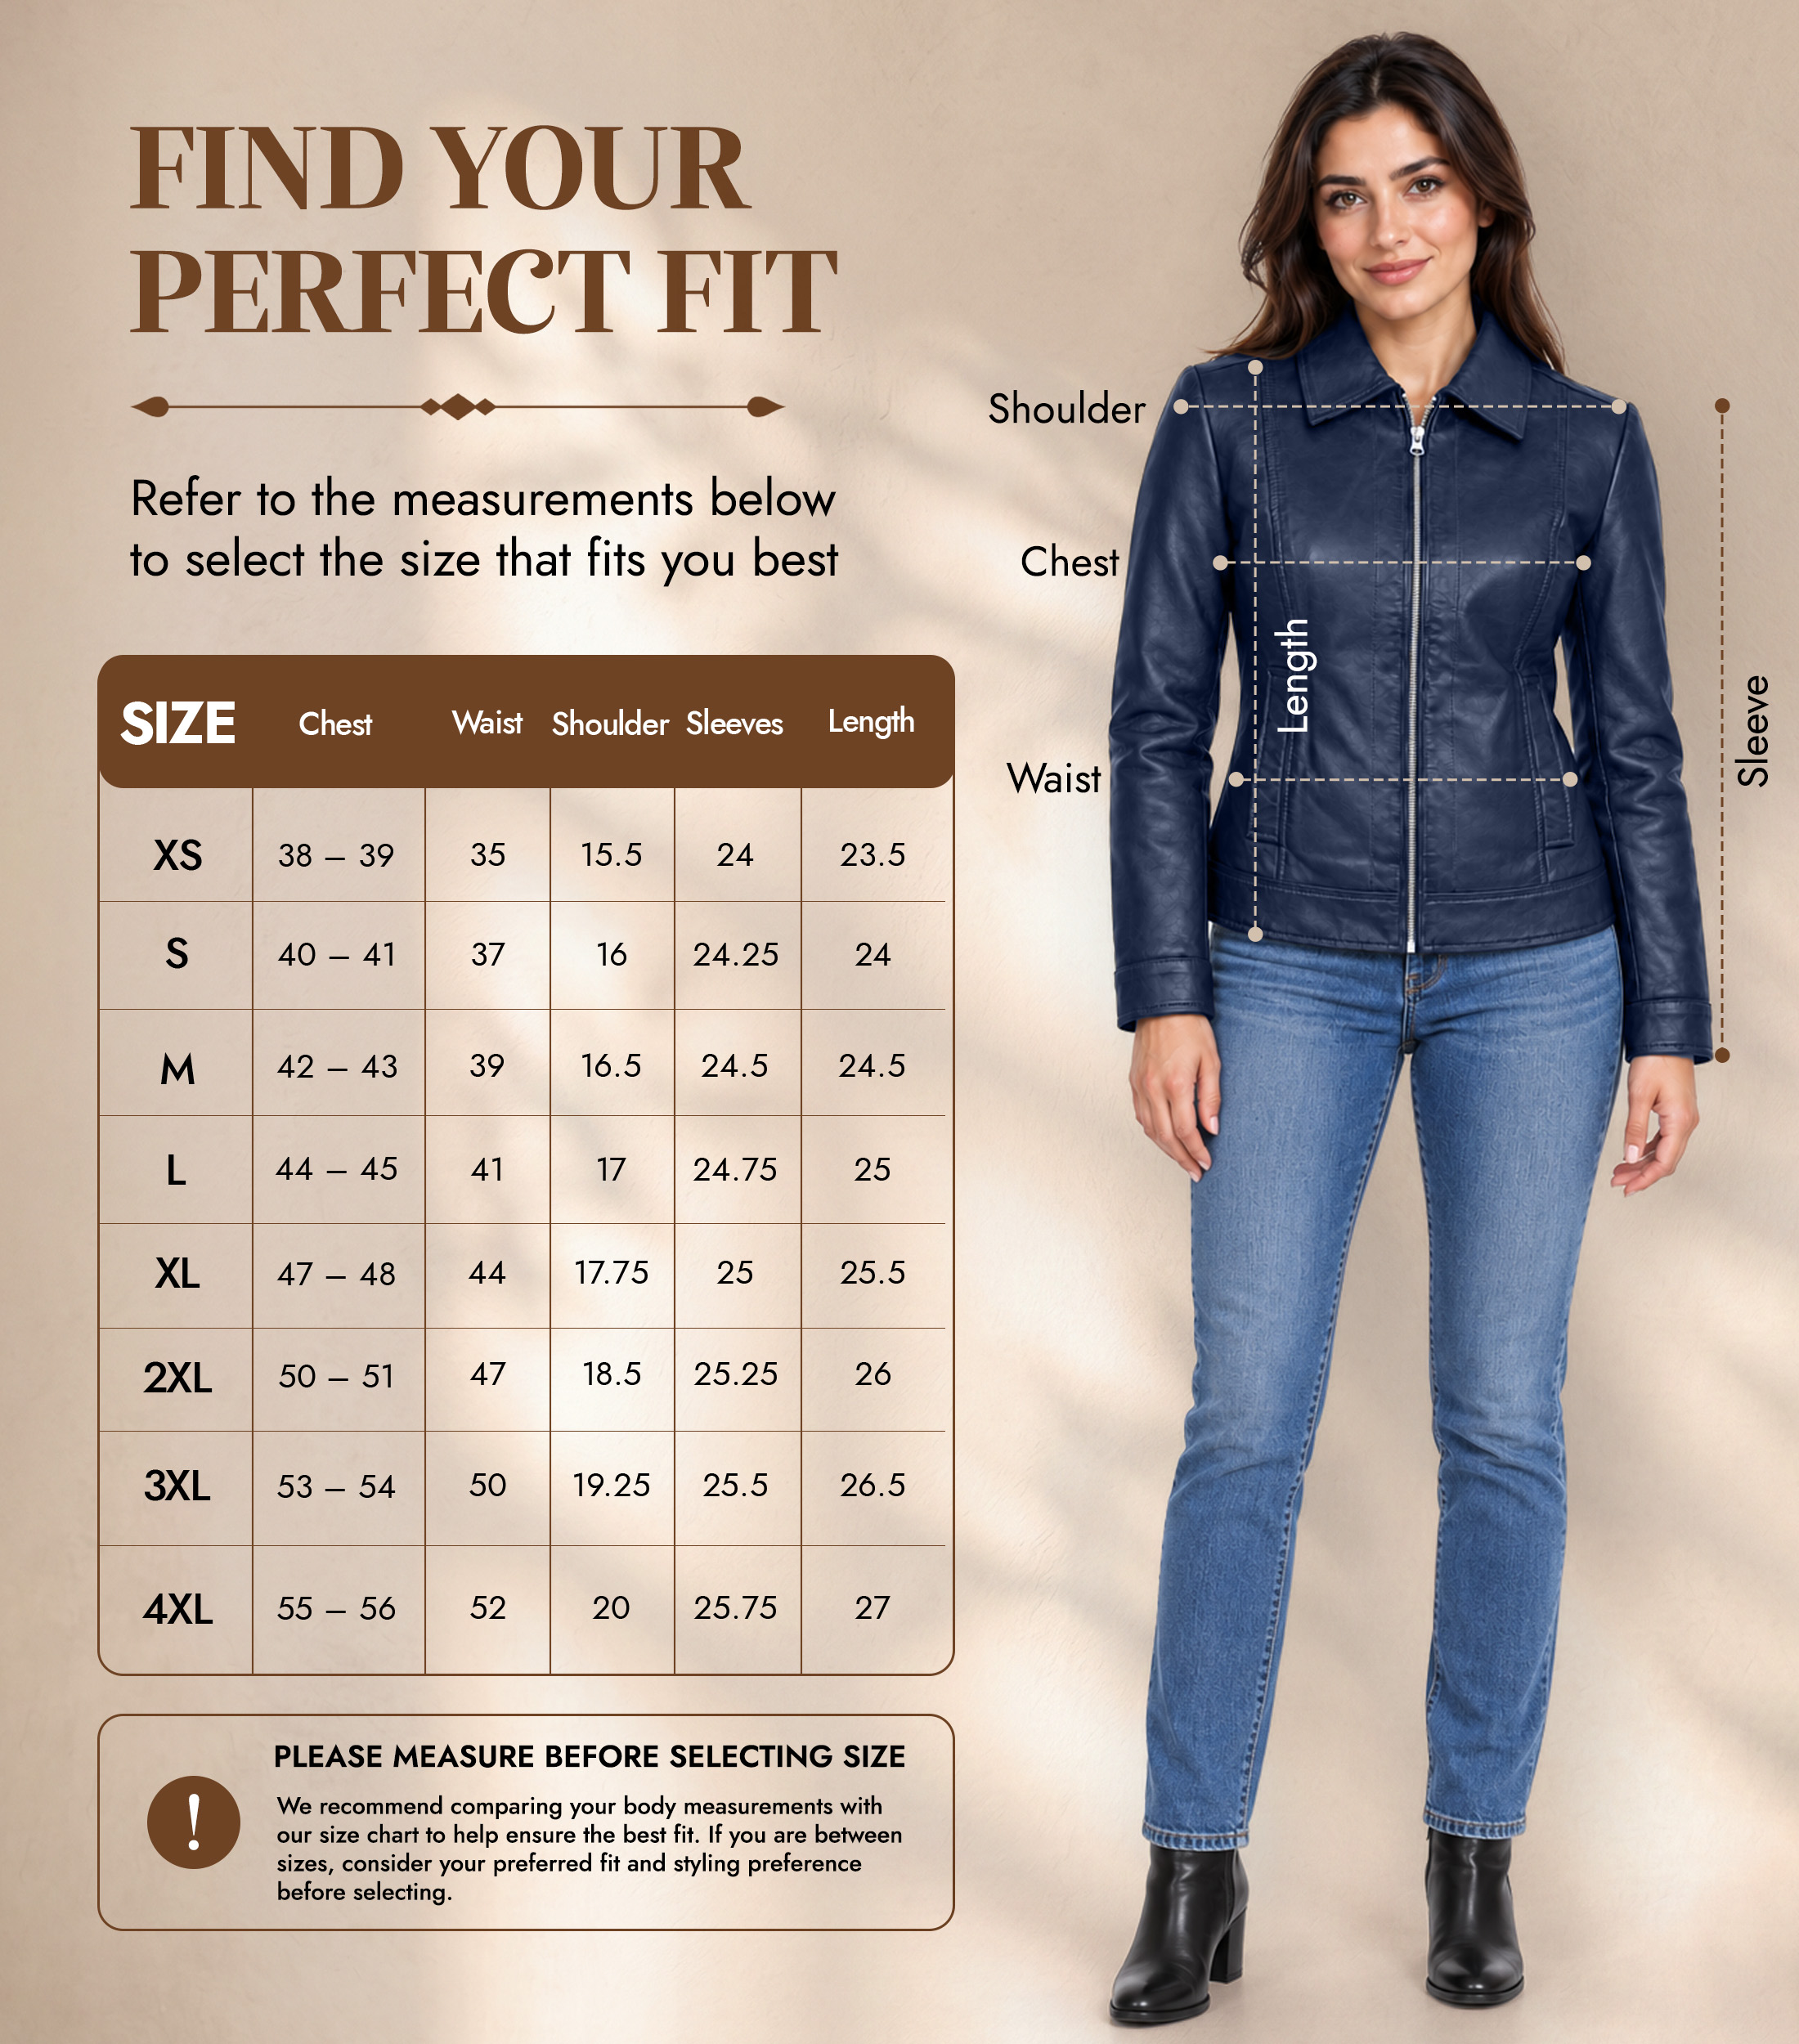 FIND YOUR
PERFECT FIT
Refer to the measurements below
to select the size that fits you best
SIZE Chest Waist Shoulder Sleeves Length
XS 38 – 39 35 15.5 24 23.5
S 40 – 41 37 16 24.25 24
M 42 – 43 39 16.5 24.5 24.5
L 44 – 45 41 17 24.75 25
XL 47 – 48 44 17.75 25 25.5
2XL 50 – 51 47 18.5 25.25 26
3XL 53 – 54 50 19.25 25.5 26.5
4XL 55 – 56 52 20 25.75 27
PLEASE MEASURE BEFORE SELECTING SIZE
!
We recommend comparing your body measurements with
our size chart to help ensure the best fit. If you are between
sizes, consider your preferred fit and styling preference
before selecting.
Shoulder
Chest
Length
Waist
Sleeve